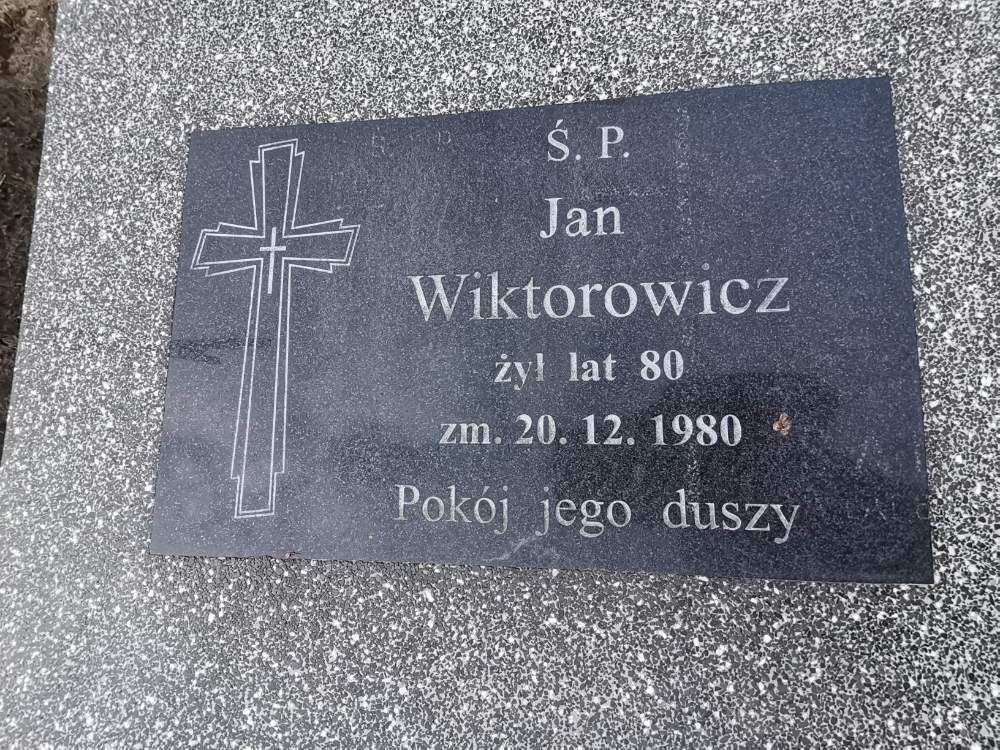 Ś. P.
Jan
Wiktorowicz
żył lat 80
zm. 20. 12. 1980
Pokój jego duszy